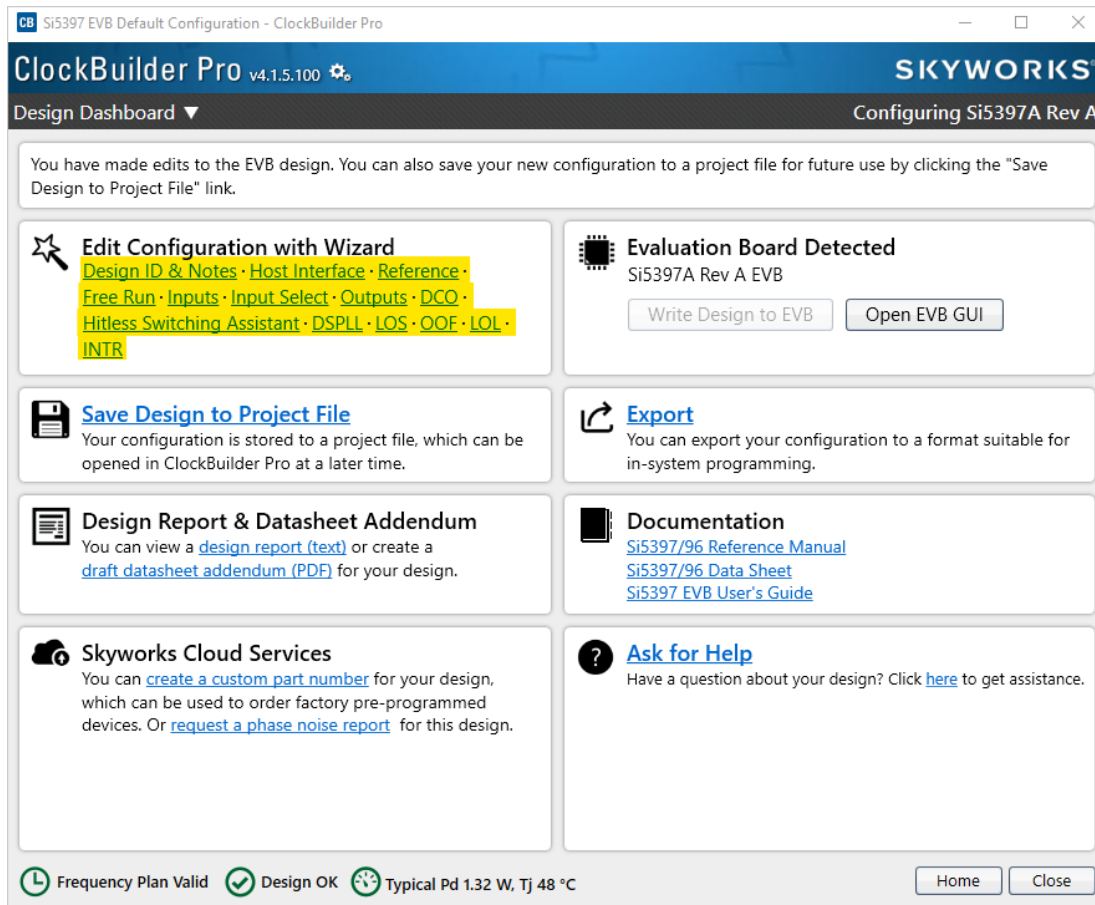 CB Si5397 EVB Default Configuration - ClockBuilder Pro
ClockBuilder Pro v4.1.5.100
SKYWORKS
Design Dashboard ▼
Configuring Si5397A Rev A
You have made edits to the EVB design. You can also save your new configuration to a project file for future use by clicking the "Save
Design to Project File" link.
Edit Configuration with Wizard
Design ID & Notes · Host Interface · Reference ·
Free Run · Inputs · Input Select · Outputs · DCO ·
Hitless Switching Assistant · DSPLL · LOS · OOF · LOL ·
INTR
Evaluation Board Detected
Si5397A Rev A EVB
Write Design to EVB
Open EVB GUI
Save Design to Project File
Your configuration is stored to a project file, which can be
opened in ClockBuilder Pro at a later time.
Export
You can export your configuration to a format suitable for
in-system programming.
Design Report & Datasheet Addendum
You can view a design report (text) or create a
draft datasheet addendum (PDF) for your design.
Documentation
Si5397/96 Reference Manual
Si5397/96 Data Sheet
Si5397 EVB User's Guide
Skyworks Cloud Services
You can create a custom part number for your design,
which can be used to order factory pre-programmed
devices. Or request a phase noise report for this design.
Ask for Help
Have a question about your design? Click here to get assistance.
Frequency Plan Valid
Design OK
Typical Pd 1.32 W, Tj 48 °C
Home
Close